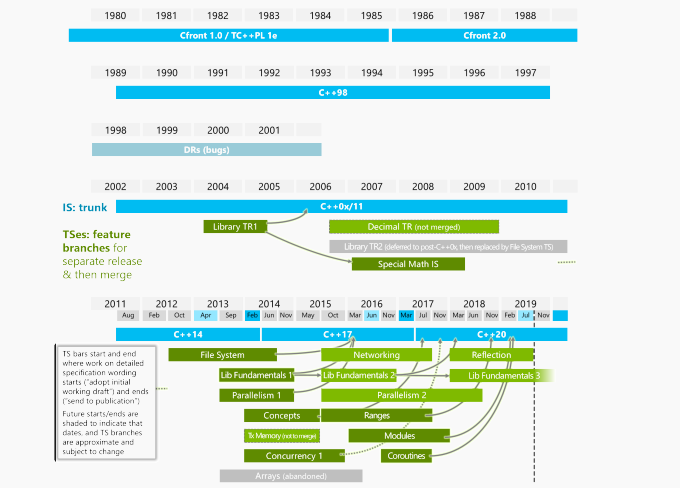 1980 1981 1982 1983 1984 1985 1986 1987 1988
Cfront 1.0 / TC++PL 1e Cfront 2.0
1989 1990 1991 1992 1993 1994 1995 1996 1997
C++98
1998 1999 2000 2001
DRs (bugs)
2002 2003 2004 2005 2006 2007 2008 2009 2010
IS: trunk
C++0x/11
TSes: feature
branches for
separate release
& then merge
Library TR1 Decimal TR (not merged)
Library TR2 (deferred to post-C++0x, then replaced by File System TS)
Special Math IS
2011 2012 2013 2014 2015 2016 2017 2018 2019
Aug Feb Oct Apr Sep Feb Jun Nov May Oct Mar Jun Nov Mar Jul Nov Mar Jun Nov Feb Jul Nov
C++14 C++17 C++20
TS bars start and end
where work on detailed
specification wording
starts ("adopt initial
working draft") and ends
("send to publication")
Future starts/ends are
shaded to indicate that
dates, and TS branches
are approximate and
subject to change
File System Networking Reflection
Lib Fundamentals 1 Lib Fundamentals 2 Lib Fundamentals 3
Parallelism 1 Parallelism 2
Concepts Ranges
Tx Memory (not to merge) Modules
Concurrency 1 Coroutines
Arrays (abandoned)